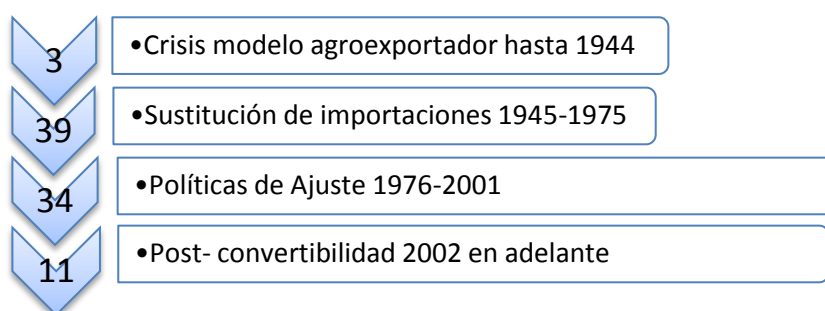 3
•Crisis modelo agroexportador hasta 1944
39
•Sustitución de importaciones 1945-1975
34
•Políticas de Ajuste 1976-2001
11
•Post- convertibilidad 2002 en adelante